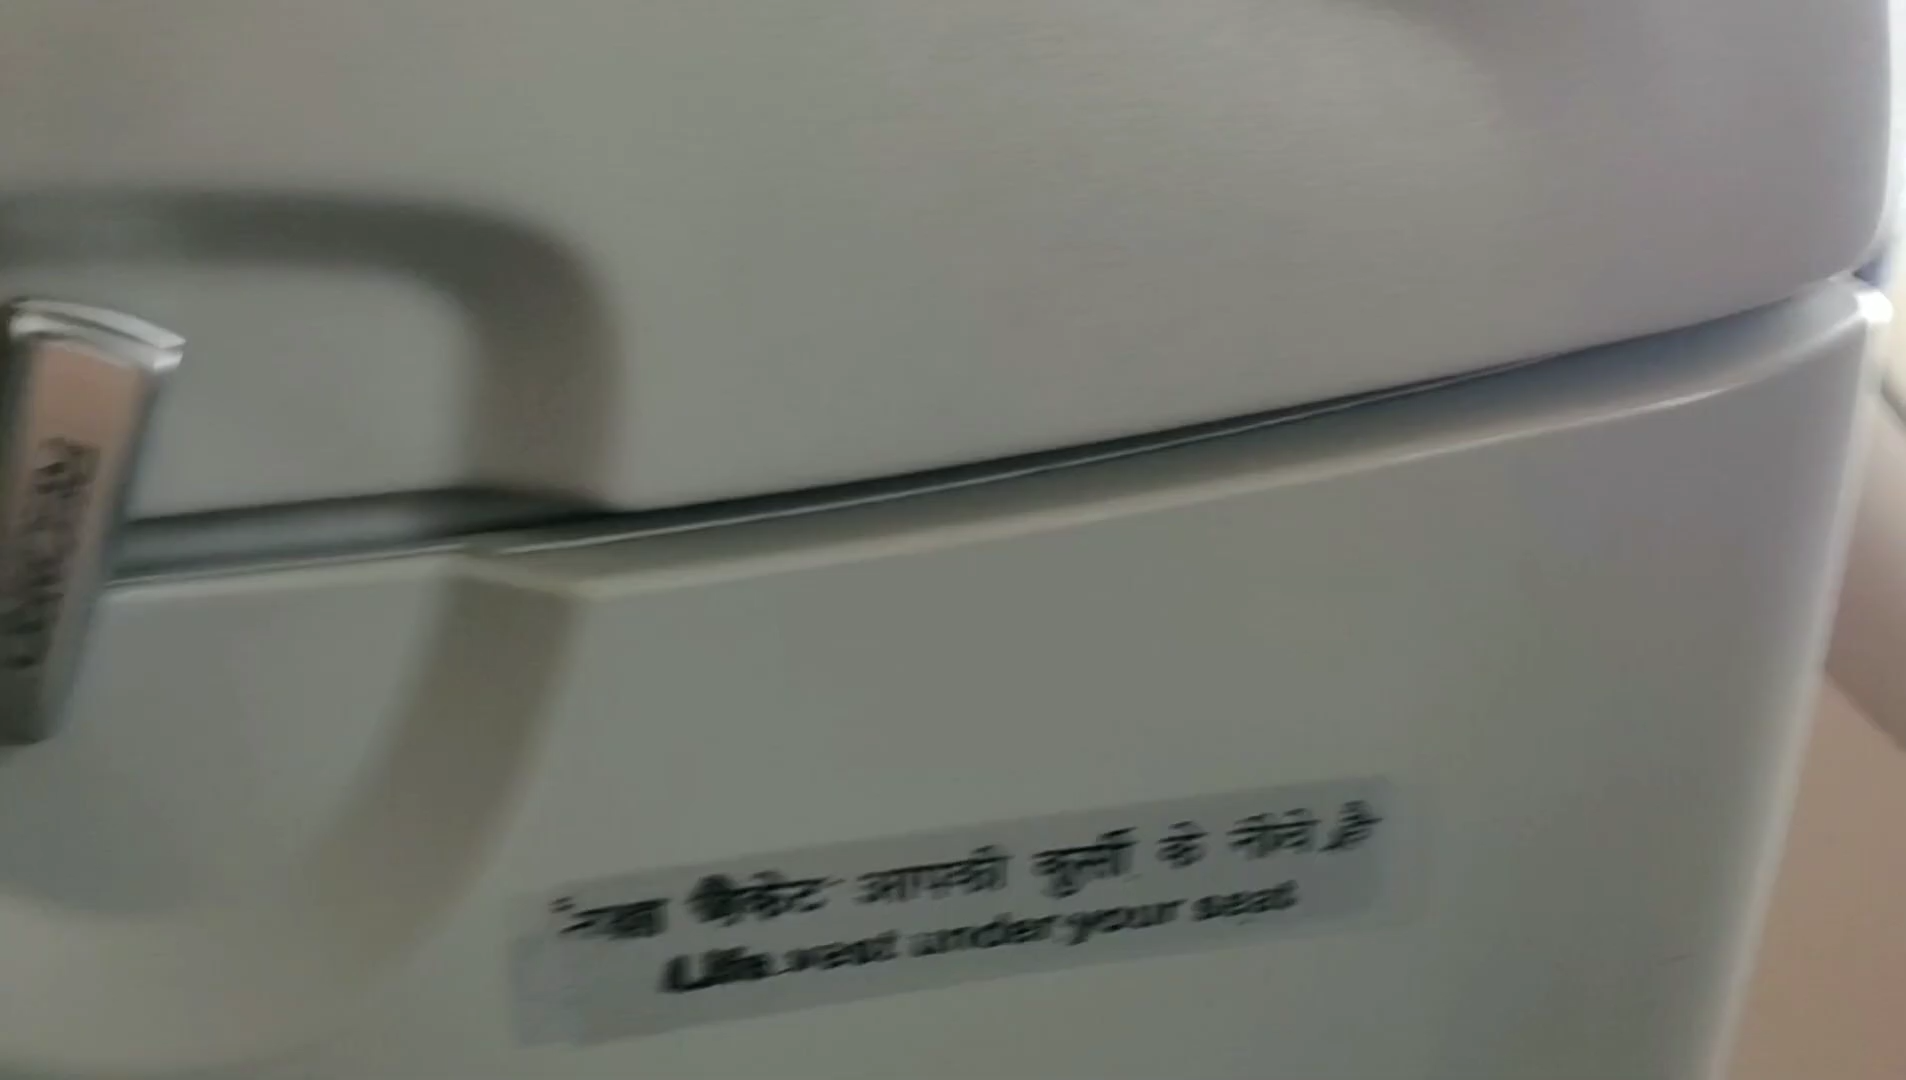 जैकेट आपकी कुर्सी के नीचे है
Life vest under your seat